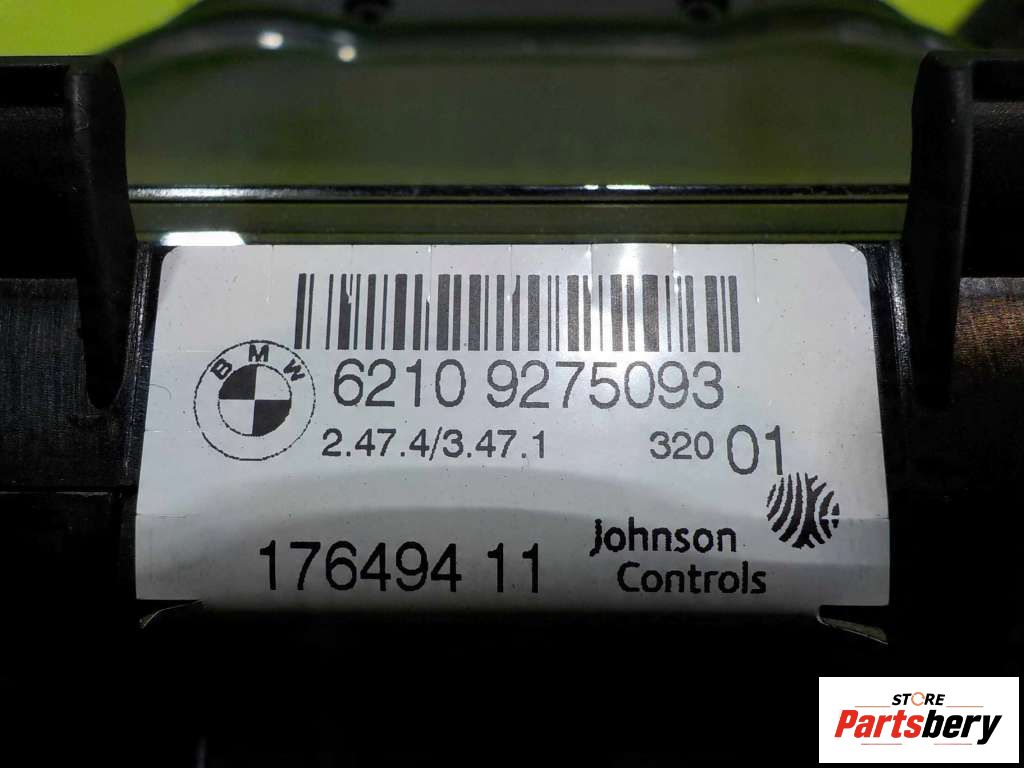 BMW
6210 9275093
2.47.4/3.47.1 320 01
176494 11
Johnson
Controls
STORE
Partsbery